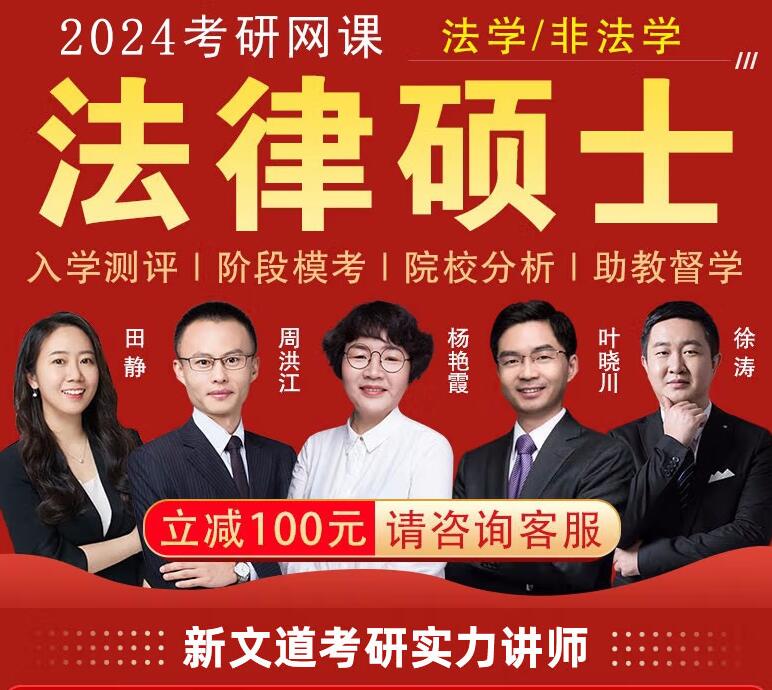 2024考研网课 法学/非法学
法律硕士
入学测评 | 阶段模考 | 院校分析 | 助教督学
田静
周洪江
杨艳霞
叶晓川
徐涛
立减100元 请咨询客服
新文道考研实力讲师